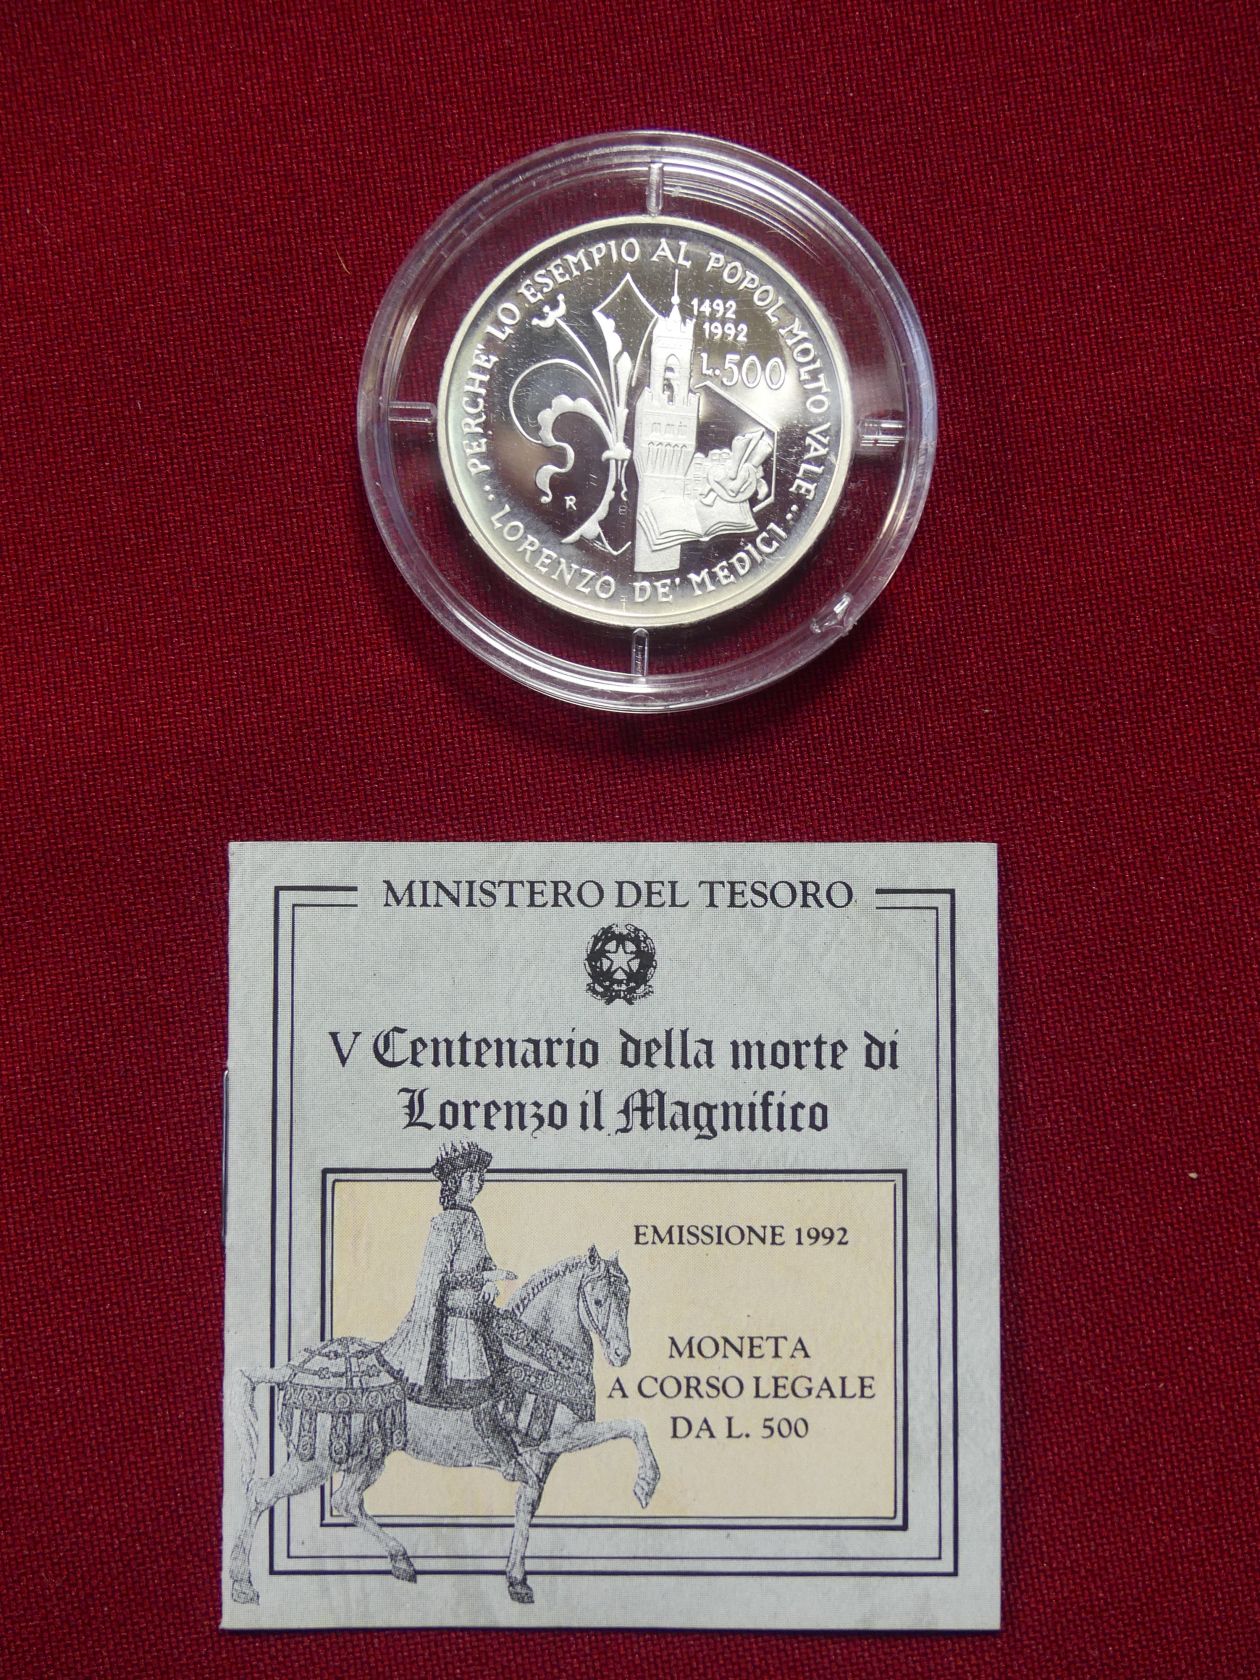 ·· PERCHE' LO ESEMPIO AL POPOL MOLTO VALE ··
LORENZO DE' MEDICI
1492
1992
L.500
R
MINISTERO DEL TESORO
V Centenario della morte di
Lorenzo il Magnifico
EMISSIONE 1992
MONETA
A CORSO LEGALE
DA L. 500